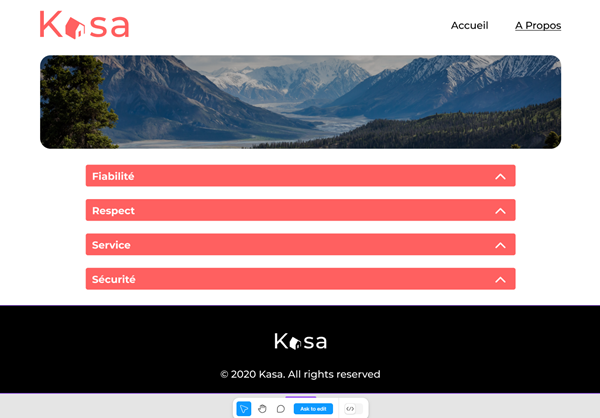 Kasa
Accueil
A Propos
Fiabilité
Respect
Service
Sécurité
Kasa
© 2020 Kasa. All rights reserved
Ask to edit